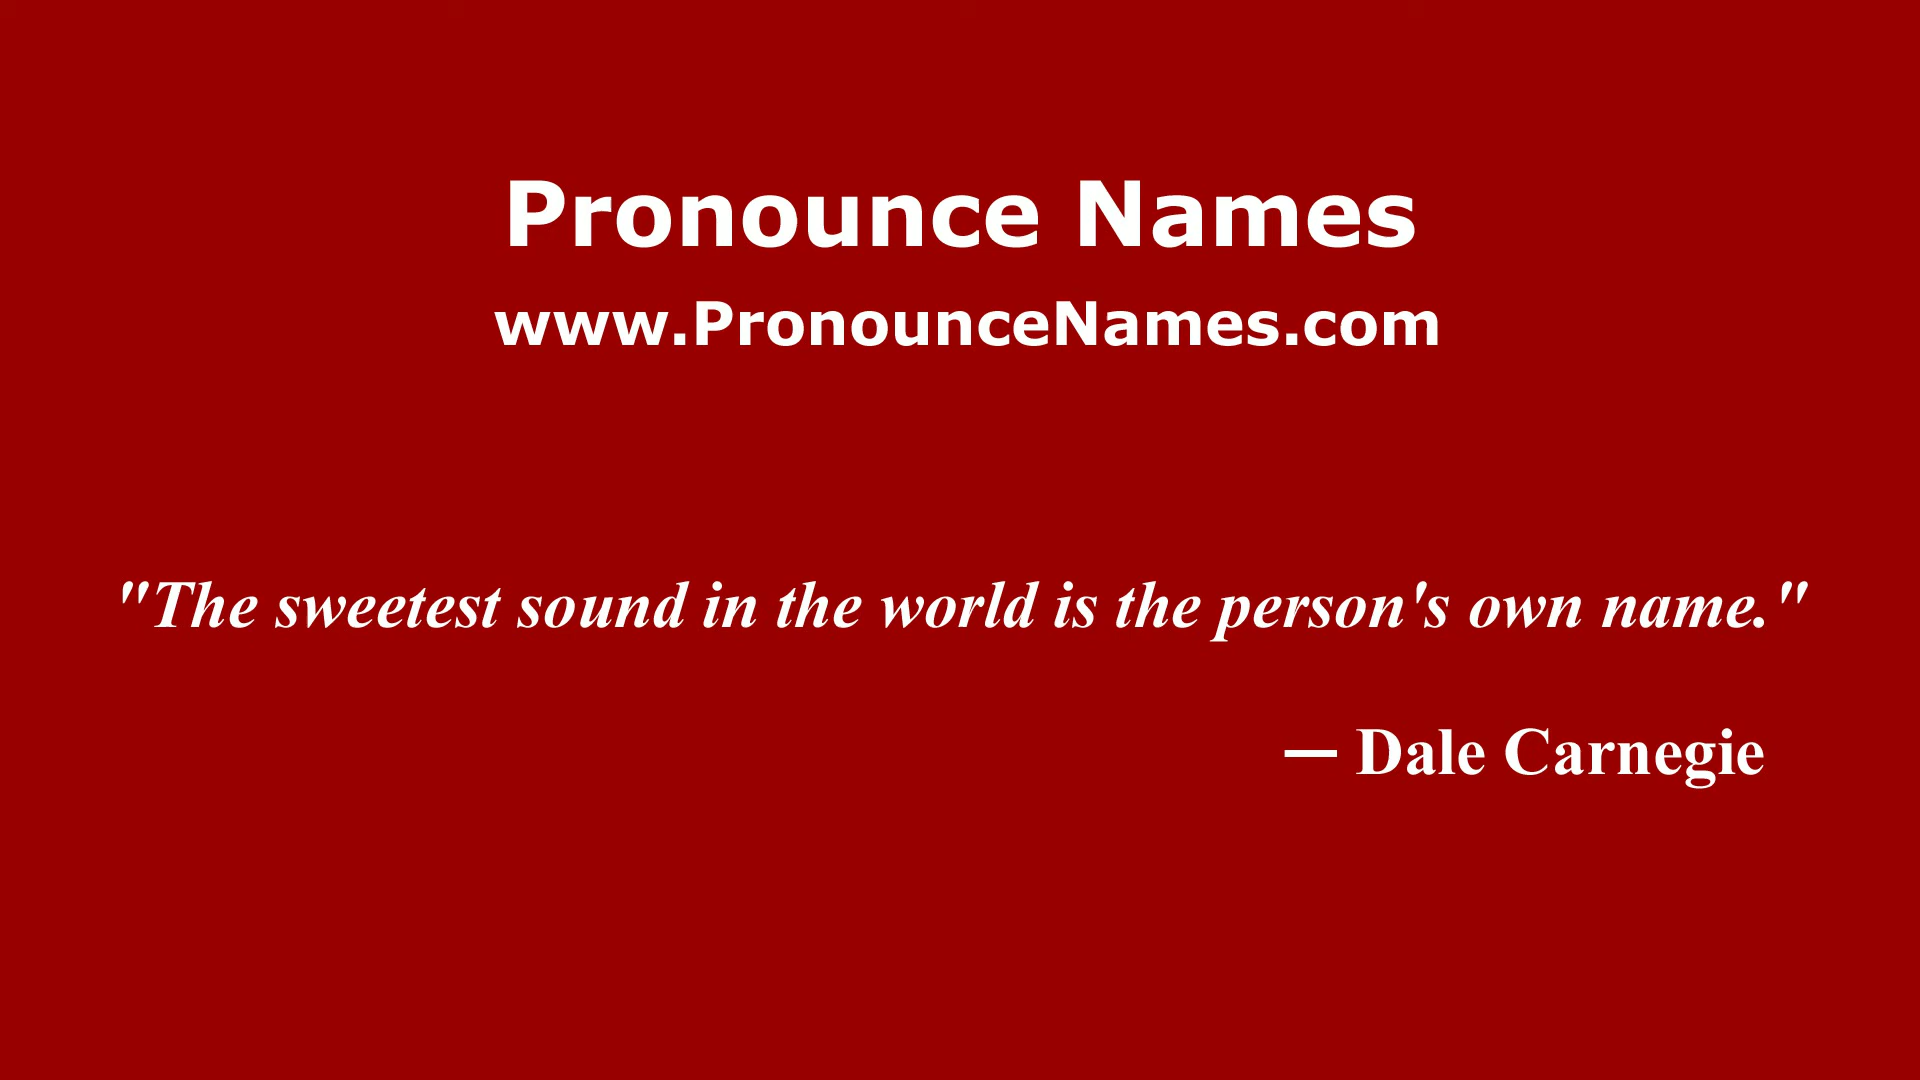 Pronounce Names
www.PronounceNames.com
"The sweetest sound in the world is the person's own name."
— Dale Carnegie